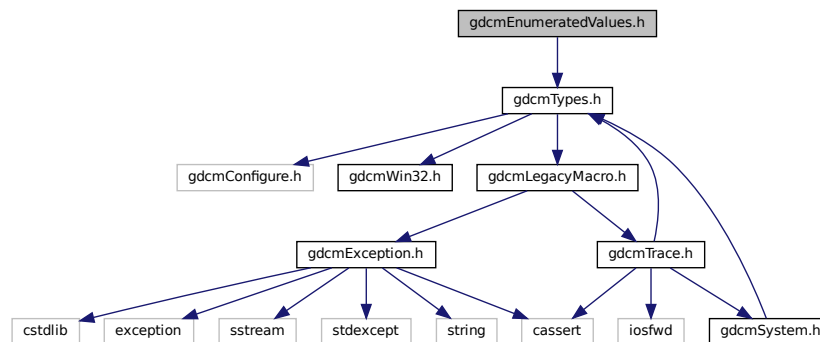 gdcmEnumeratedValues.h
gdcmTypes.h
gdcmConfigure.h
gdcmWin32.h
gdcmLegacyMacro.h
gdcmException.h
gdcmTrace.h
cstdlib
exception
sstream
stdexcept
string
cassert
iosfwd
gdcmSystem.h